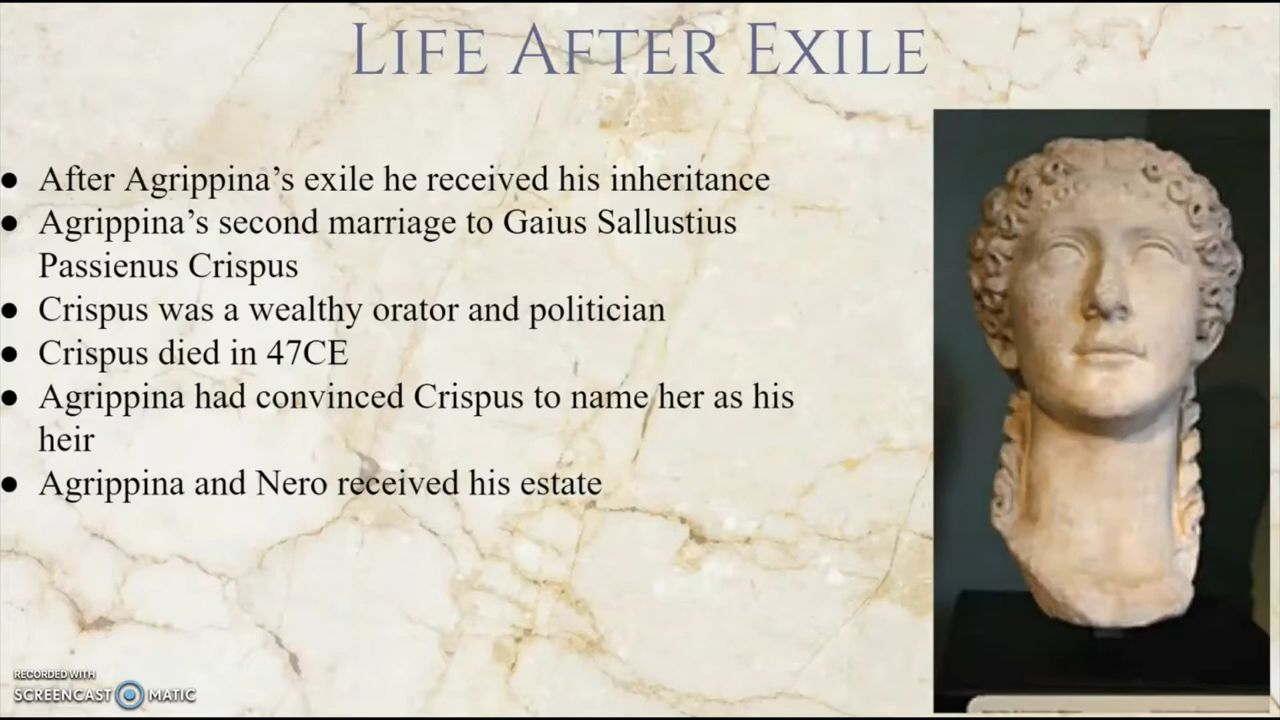 LIFE AFTER EXILE
● After Agrippina’s exile he received his inheritance
● Agrippina’s second marriage to Gaius Sallustius
Passienus Crispus
● Crispus was a wealthy orator and politician
● Crispus died in 47CE
● Agrippina had convinced Crispus to name her as his
heir
● Agrippina and Nero received his estate
RECORDED WITH
SCREENCAST MATIC